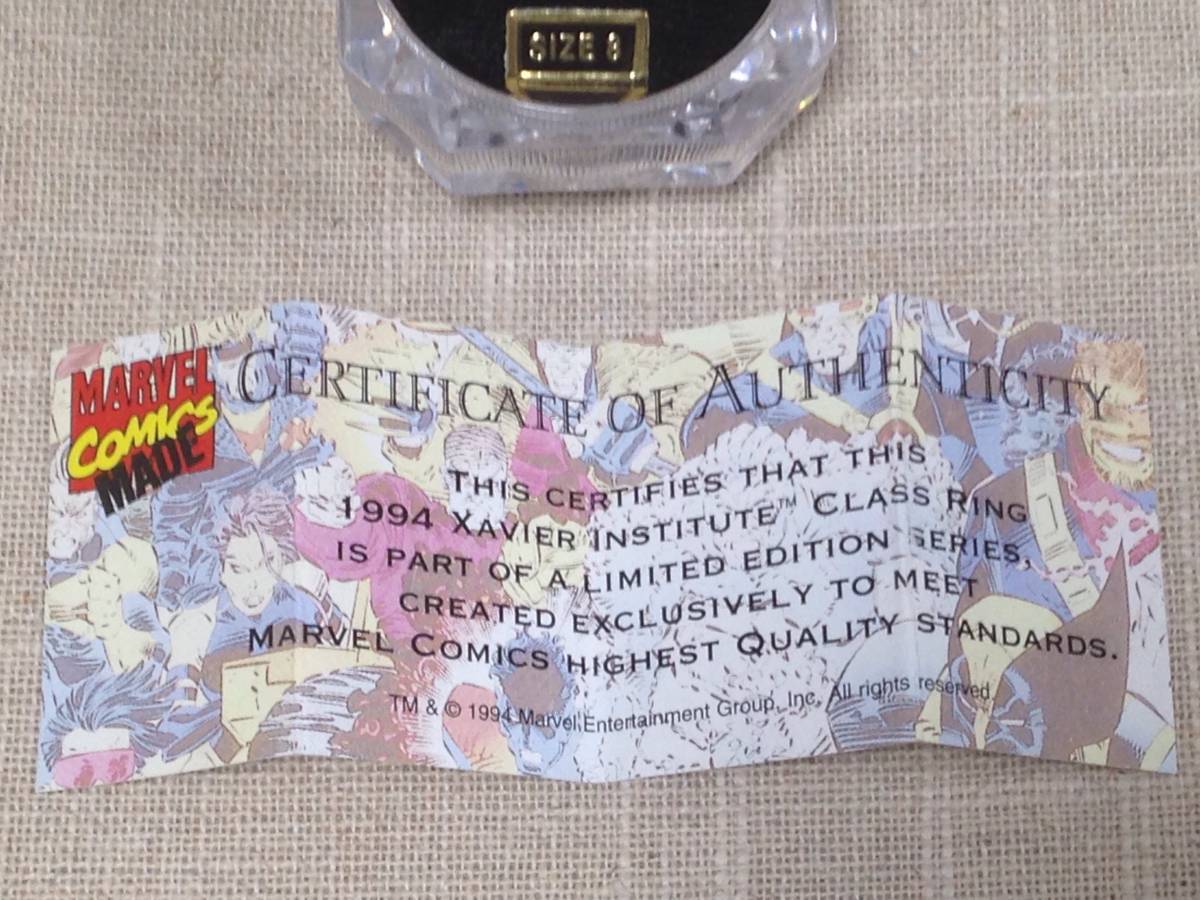 SIZE 8
MARVEL
COMICS
MADE
CERTIFICATE OF AUTHENTICITY
THIS CERTIFIES THAT THIS
1994 XAVIER INSTITUTE™ CLASS RING
IS PART OF A LIMITED EDITION SERIES,
CREATED EXCLUSIVELY TO MEET
MARVEL COMICS HIGHEST QUALITY STANDARDS.
TM & © 1994 Marvel Entertainment Group, Inc. All rights reserved